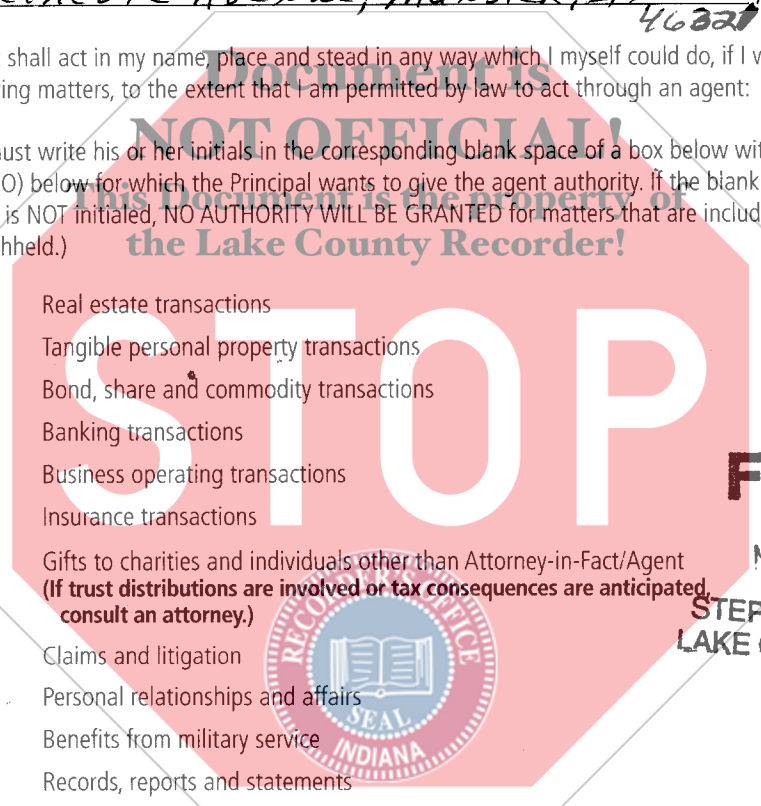 46321
shall act in my name, place and stead in any way which I myself could do, if I
ing matters, to the extent that I am permitted by law to act through an agent:
ust write his or her initials in the corresponding blank space of a box below
O) below for which the Principal wants to give the agent authority. If the blank
is NOT initialed, NO AUTHORITY WILL BE GRANTED for matters that are
hheld.)
Document is
NOT OFFICIAL!
This Document is the property of
the Lake County Recorder!
Real estate transactions
Tangible personal property transactions
Bond, share and commodity transactions
Banking transactions
Business operating transactions
Insurance transactions
Gifts to charities and individuals other than Attorney-in-Fact/Agent
(If trust distributions are involved or tax consequences are anticipated,
consult an attorney.)
Claims and litigation
Personal relationships and affairs
Benefits from military service
Records, reports and statements
STOP
RECORDER'S OFFICE
SEAL
INDIANA
F
STEP
LAKE